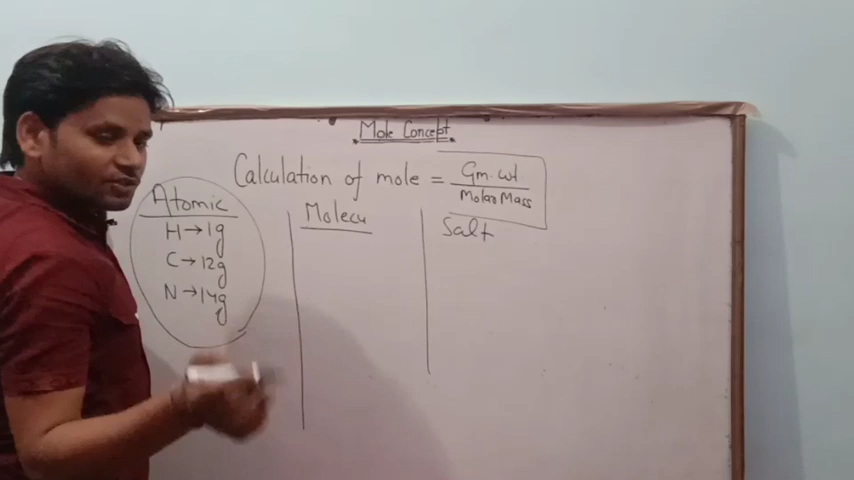 Mole Concept
Calculation of mole = Gm. wt
Molar Mass
Atomic
H → 1g
C → 12g
N → 14g
Molecu
Salt